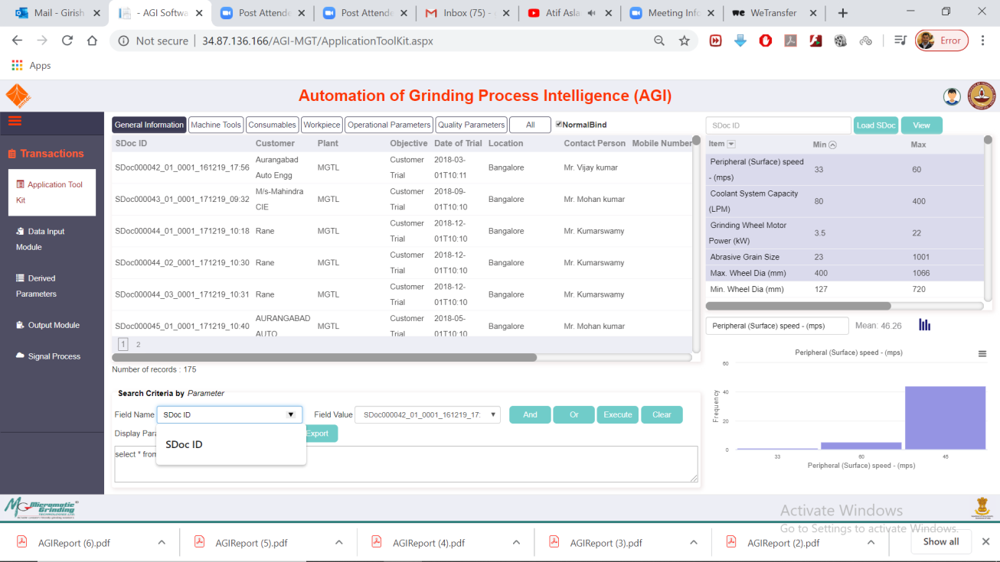 Mail - Girish
- AGI Softwa
Post Attende
Post Attende
Inbox (75) -
Atif Asla
Meeting Info
WeTransfer
Not secure | 34.87.136.166/AGI-MGT/ApplicationToolKit.aspx
Error
Apps
Automation of Grinding Process Intelligence (AGI)
Transactions
Application Tool
Kit
Data Input
Module
Derived
Parameters
Output Module
Signal Process
General Information Machine Tools Consumables Workpiece Operational Parameters Quality Parameters All NormalBind
SDoc ID Customer Plant Objective Date of Trial Location Contact Person Mobile Number
SDoc000042_01_0001_161219_17:56 Aurangabad Auto Engg MGTL Customer Trial 2018-03-01T10:11 Bangalore Mr. Vijay kumar
SDoc000043_01_0001_171219_09:32 M/s-Mahindra CIE MGTL Customer Trial 2018-09-01T10:10 Bangalore Mr. Mohan kumar
SDoc000044_01_0001_171219_10:18 Rane MGTL Customer Trial 2018-12-01T10:10 Bangalore Mr. Kumarswamy
SDoc000044_02_0001_171219_10:30 Rane MGTL Customer Trial 2018-12-01T10:10 Bangalore Mr. Kumarswamy
SDoc000044_03_0001_171219_10:31 Rane MGTL Customer Trial 2018-12-01T10:10 Bangalore Mr. Kumarswamy
SDoc000045_01_0001_171219_10:40 AURANGABAD AUTO MGTL Customer Trial 2018-05-01T10:10 Bangalore Mr. Mohan kumar
1 2
Number of records : 175
Search Criteria by Parameter
Field Name SDoc ID Field Value SDoc000042_01_0001_161219_17: And Or Execute Clear
Display Para Export
SDoc ID
select * from
SDoc ID Load SDoc View
Item Min Max
Peripheral (Surface) speed - (mps) 33 60
Coolant System Capacity (LPM) 80 400
Grinding Wheel Motor Power (kW) 3.5 22
Abrasive Grain Size 23 1001
Max. Wheel Dia (mm) 400 1066
Min. Wheel Dia (mm) 127 720
Peripheral (Surface) speed - (mps) Mean: 46.26
Peripheral (Surface) speed - (mps)
Frequency
60
40
20
0
33 60 45
Peripheral (Surface) speed - (mps)
Micromatic
Grinding
Activate Windows
Go to Settings to activate Windows.
AGIReport (6).pdf
AGIReport (5).pdf
AGIReport (4).pdf
AGIReport (3).pdf
AGIReport (2).pdf
Show all